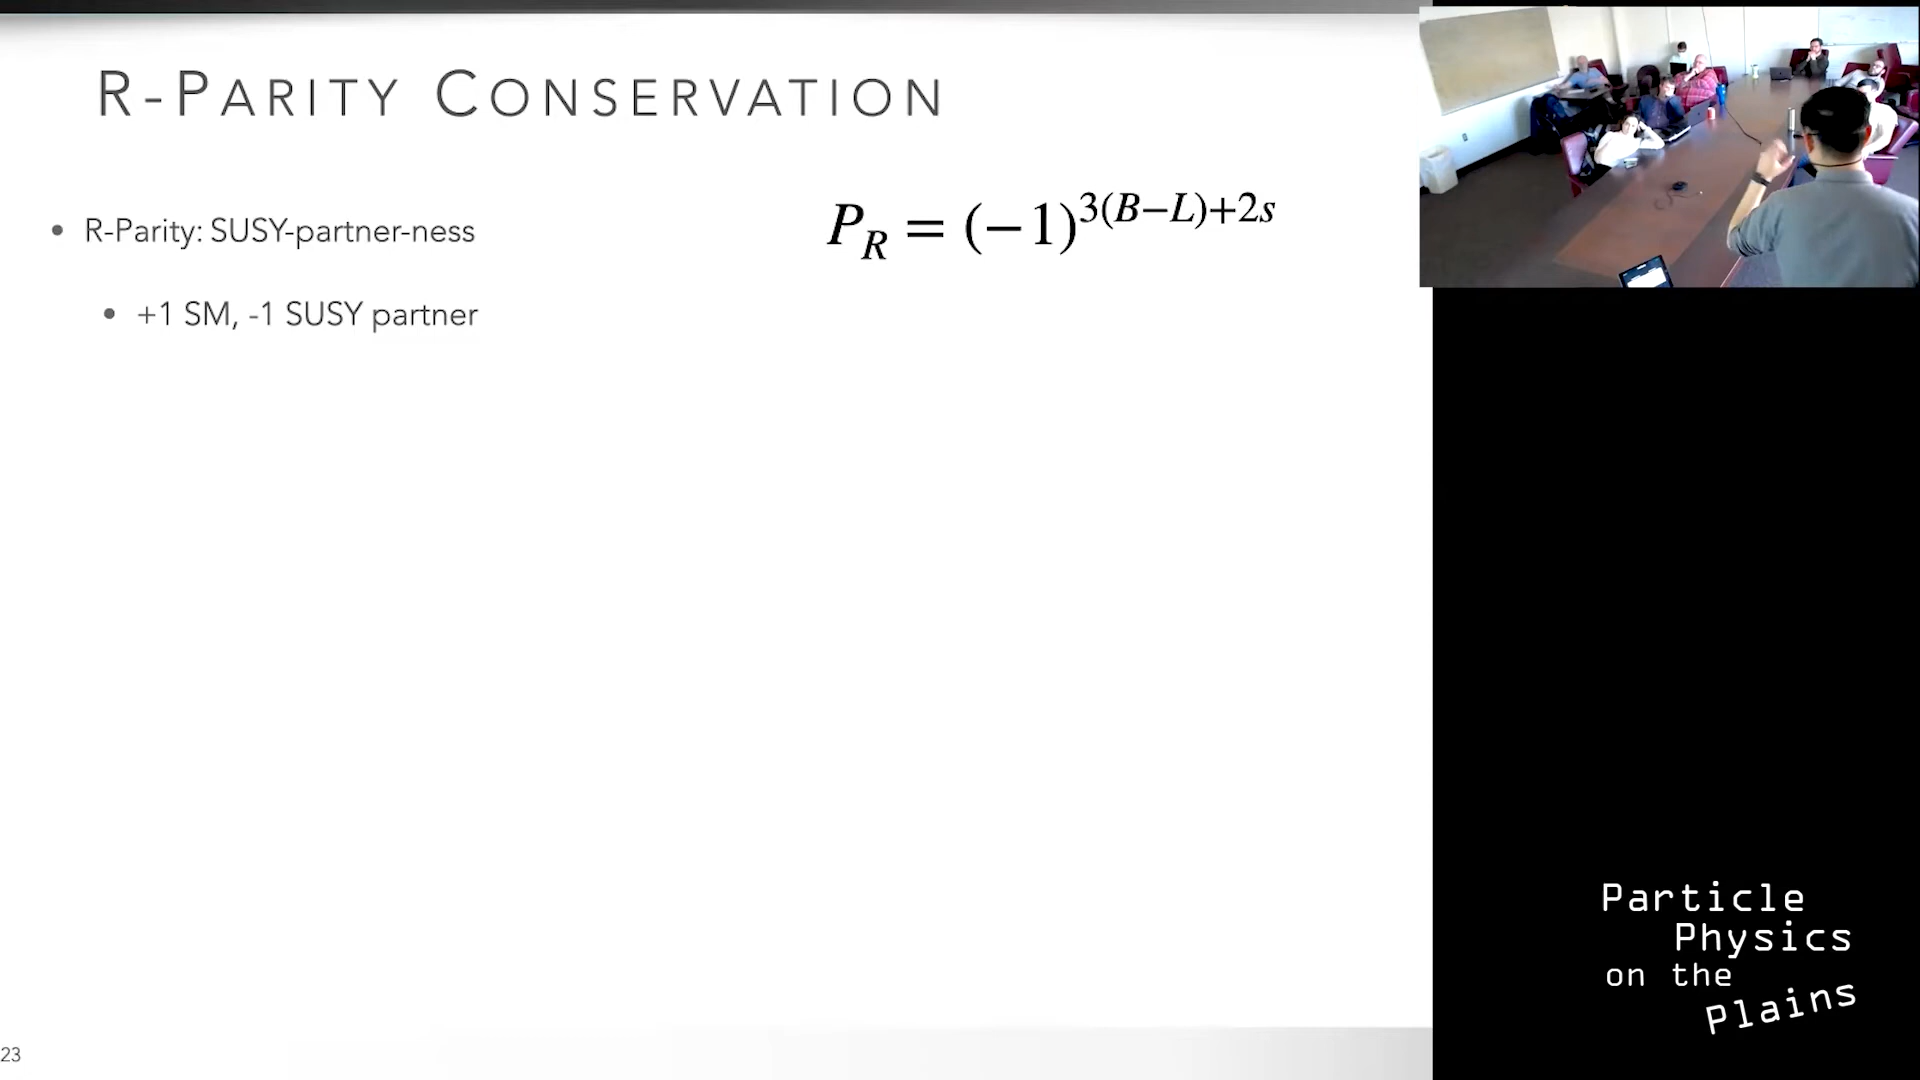 R-PARITY CONSERVATION
• R-Parity: SUSY-partner-ness
P_R = (−1)^{3(B−L)+2s}
• +1 SM, -1 SUSY partner
Particle
Physics
on the
Plains
23